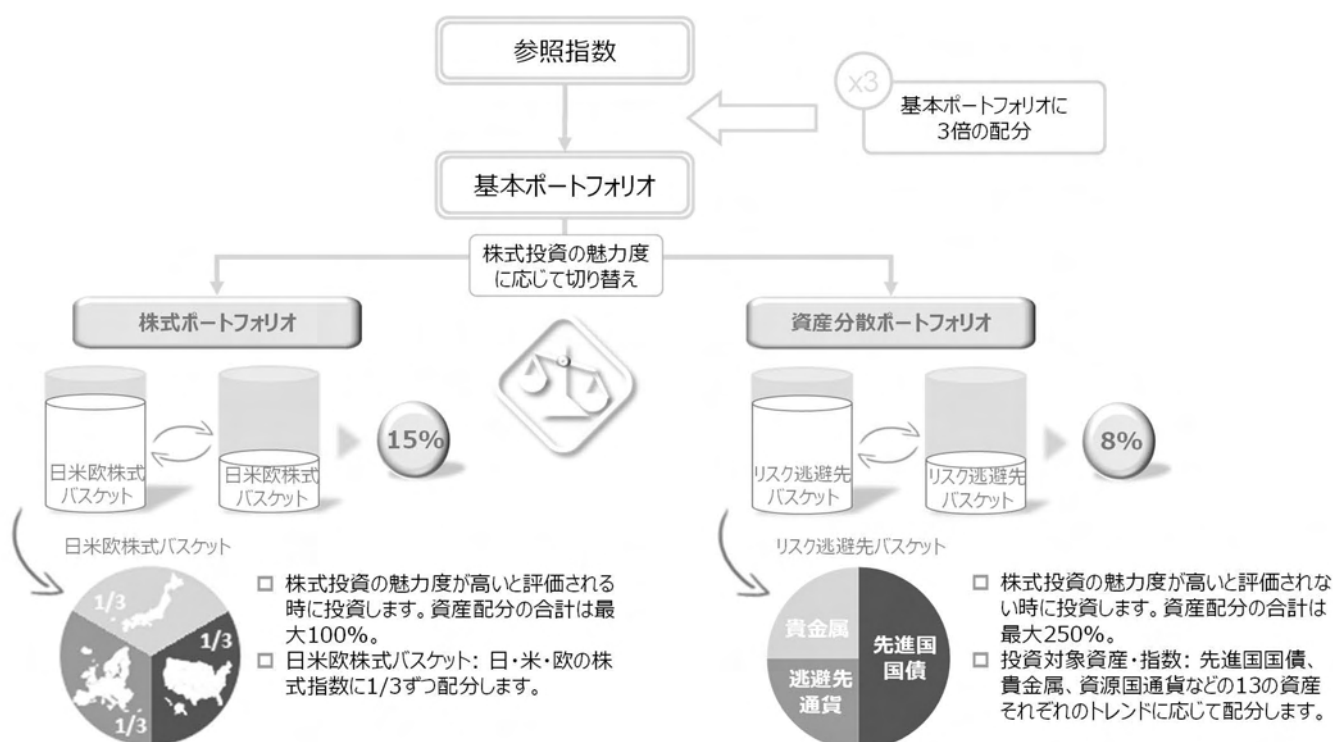 参照指数
x3
基本ポートフォリオに
3倍の配分
基本ポートフォリオ
株式投資の魅力度
に応じて切り替え
株式ポートフォリオ
日米欧株式
バスケット
日米欧株式
バスケット
15%
日米欧株式バスケット
1/3
1/3
1/3
□ 株式投資の魅力度が高いと評価される
時に投資します。資産配分の合計は最
大100%。
□ 日米欧株式バスケット: 日・米・欧の株
式指数に1/3ずつ配分します。
資産分散ポートフォリオ
リスク逃避先
バスケット
リスク逃避先
バスケット
8%
リスク逃避先バスケット
貴金属
先進国
国債
逃避先
通貨
□ 株式投資の魅力度が高いと評価されな
い時に投資します。資産配分の合計は
最大250%。
□ 投資対象資産・指数: 先進国国債、
貴金属、資源国通貨などの13の資産
それぞれのトレンドに応じて配分します。